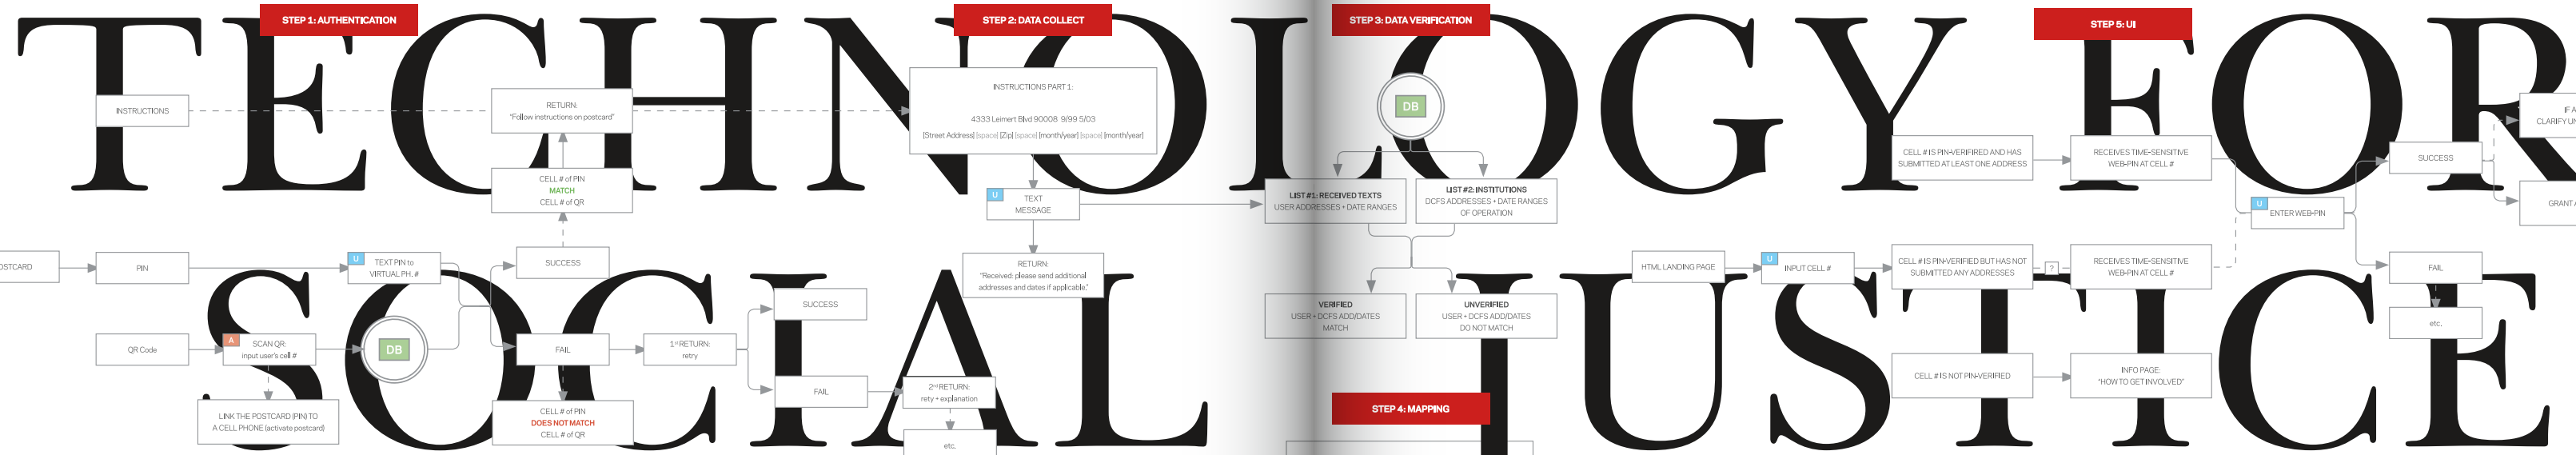 TECHNOLOGY FOR
SOCIAL JUSTICE
STEP 1: AUTHENTICATION
INSTRUCTIONS
RETURN:
"Follow instructions on postcard"
CELL # of PIN
MATCH
CELL # of QR
OSTCARD
PIN
U
TEXT PIN to
VIRTUAL PH. #
SUCCESS
QR Code
A
SCAN QR:
input user's cell #
DB
FAIL
1st RETURN:
retry
SUCCESS
FAIL
2nd RETURN:
rety + explanation
etc.
LINK THE POSTCARD (PIN) TO
A CELL PHONE (activate postcard)
CELL # of PIN
DOES NOT MATCH
CELL # of QR
STEP 2: DATA COLLECT
INSTRUCTIONS PART 1:
4333 Leimert Blvd 90008 9/99 5/03
[Street Address] [space] [Zip] [space] [month/year] [space] [month/year]
U
TEXT
MESSAGE
RETURN:
"Received: please send additional
addresses and dates if applicable."
STEP 3: DATA VERIFICATION
DB
LIST #1: RECEIVED TEXTS
USER ADDRESSES + DATE RANGES
LIST #2: INSTITUTIONS
DCFS ADDRESSES + DATE RANGES
OF OPERATION
VERIFIED
USER + DCFS ADD/DATES
MATCH
UNVERIFIED
USER + DCFS ADD/DATES
DO NOT MATCH
STEP 4: MAPPING
STEP 5: UI
HTML LANDING PAGE
U
INPUT CELL #
CELL # IS PIN-VERIFIRED AND HAS
SUBMITTED AT LEAST ONE ADDRESS
RECEIVES TIME-SENSITIVE
WEB-PIN AT CELL #
CELL # IS PIN-VERIFIED BUT HAS NOT
SUBMITTED ANY ADDRESSES
?
RECEIVES TIME-SENSITIVE
WEB-PIN AT CELL #
CELL # IS NOT PIN-VERIFIED
INFO PAGE:
"HOW TO GET INVOLVED"
U
ENTER WEB-PIN
SUCCESS
FAIL
etc.
IF A
CLARIFY UN
GRANT A